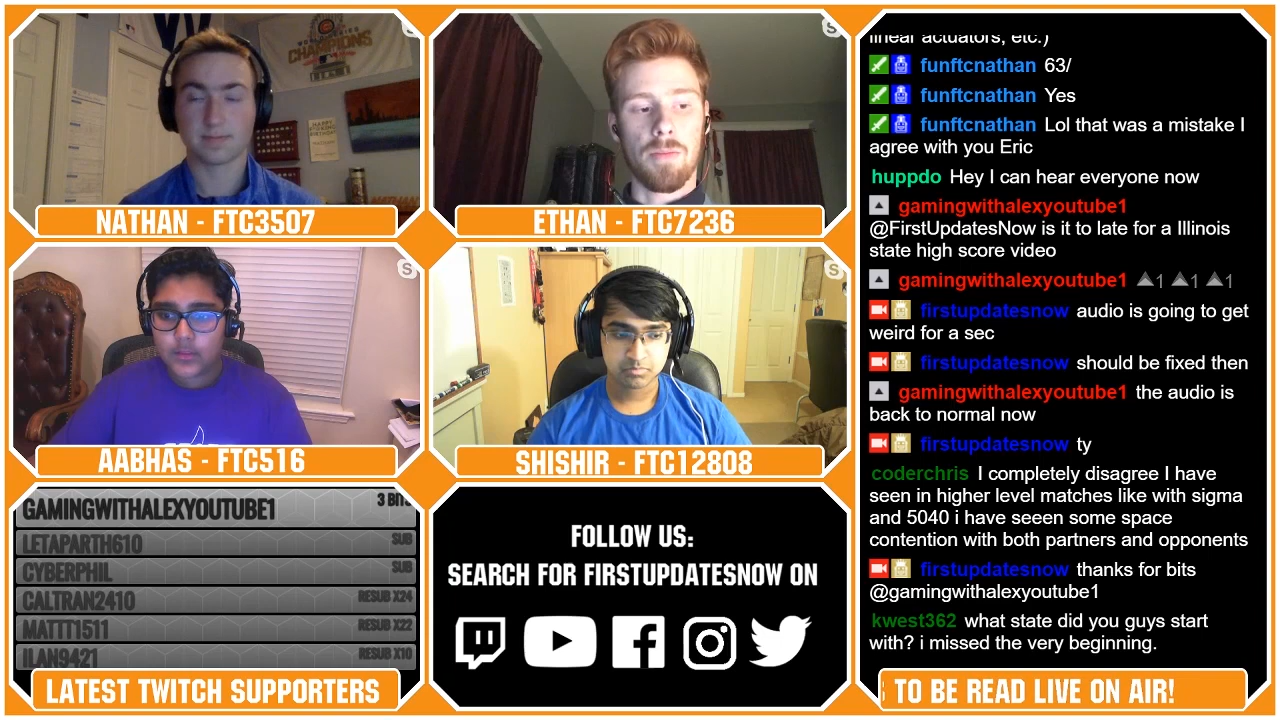 CHAMPIONS
NATHAN - FTC3507
ETHAN - FTC7236
AABHAS - FTC516
SHISHIR - FTC12808
GAMINGWITHALEXYOUTUBE1 3 BITS
LETAPARTH610 SUB
CYBERPHIL SUB
CALTRAN2410 RESUB X24
MATTT1511 RESUB X22
ILAN9421 RESUB X10
LATEST TWITCH SUPPORTERS
FOLLOW US:
SEARCH FOR FIRSTUPDATESNOW ON
linear actuators, etc.)
funftcnathan 63/
funftcnathan Yes
funftcnathan Lol that was a mistake I
agree with you Eric
huppdo Hey I can hear everyone now
gamingwithalexyoutube1
@FirstUpdatesNow is it to late for a Illinois
state high score video
gamingwithalexyoutube1 1 1 1
firstupdatesnow audio is going to get
weird for a sec
firstupdatesnow should be fixed then
gamingwithalexyoutube1 the audio is
back to normal now
firstupdatesnow ty
coderchris I completely disagree I have
seen in higher level matches like with sigma
and 5040 i have seeen some space
contention with both partners and opponents
firstupdatesnow thanks for bits
@gamingwithalexyoutube1
kwest362 what state did you guys start
with? i missed the very beginning.
TO BE READ LIVE ON AIR!